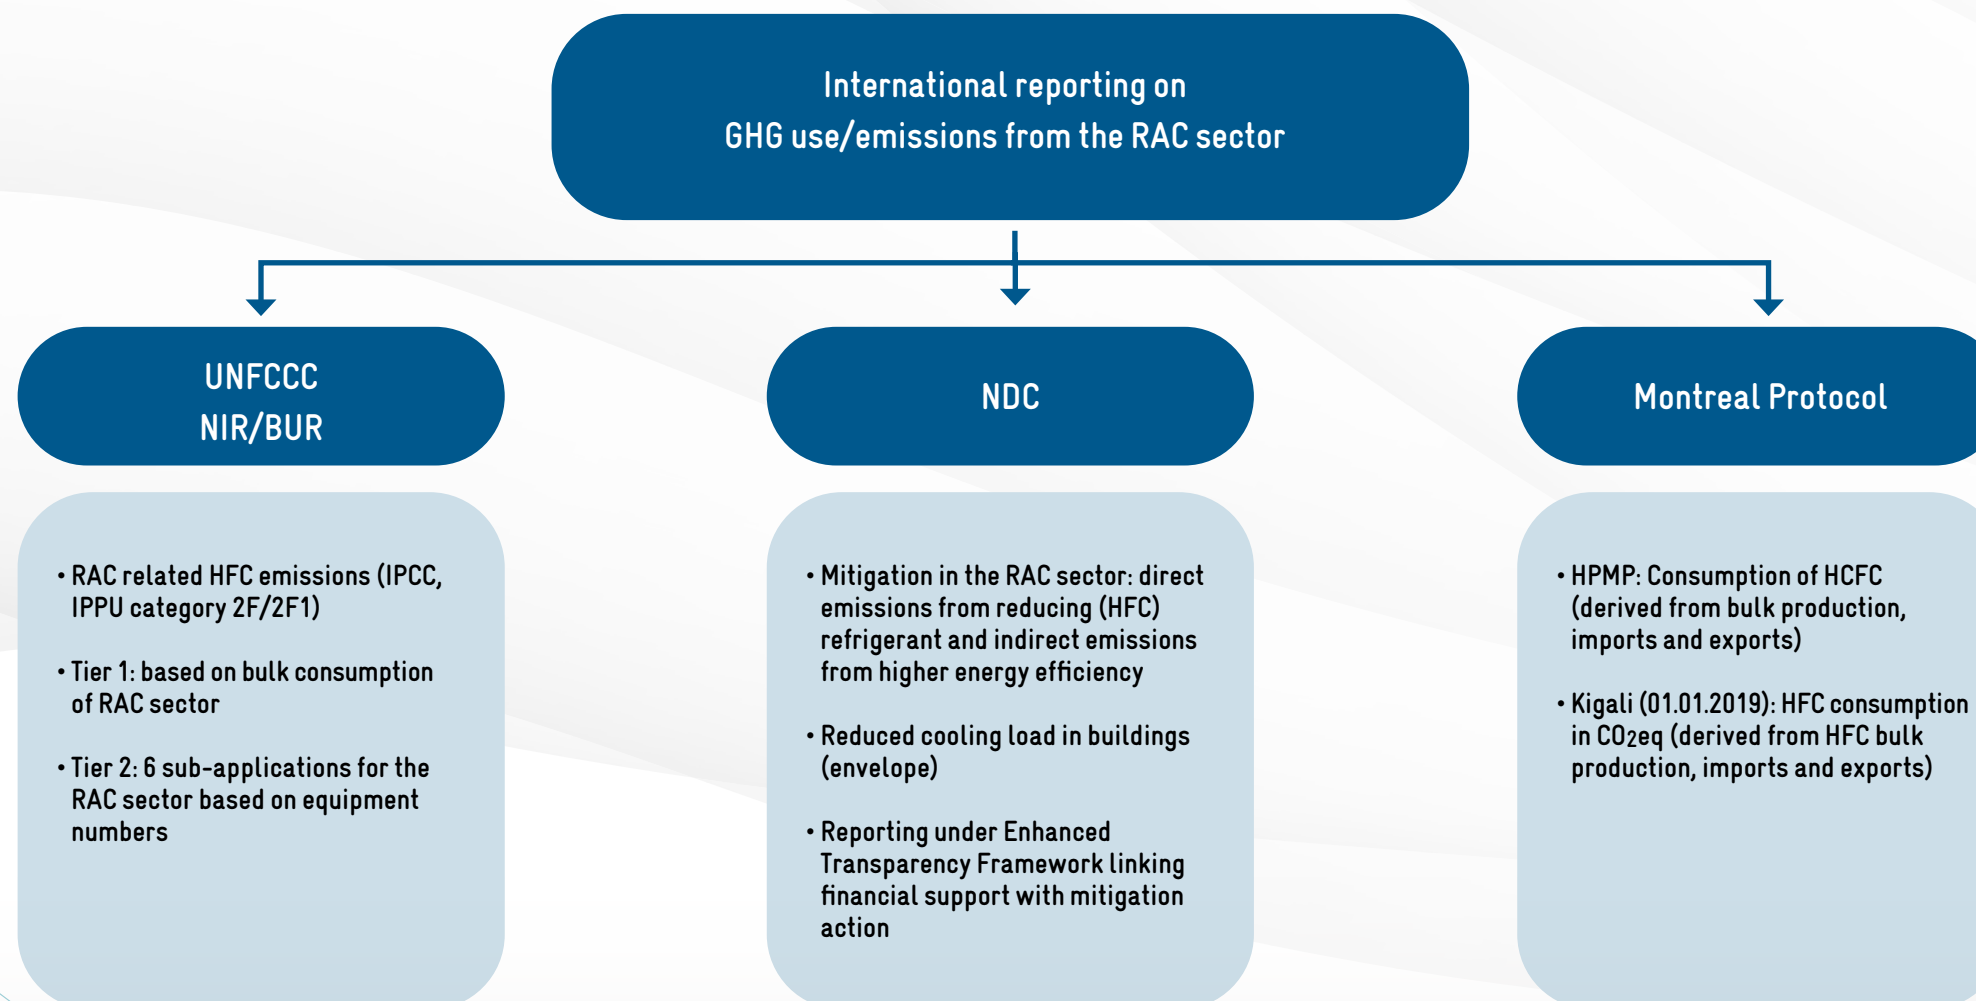 International reporting on
GHG use/emissions from the RAC sector
UNFCCC
NIR/BUR
• RAC related HFC emissions (IPCC,
IPPU category 2F/2F1)
• Tier 1: based on bulk consumption
of RAC sector
• Tier 2: 6 sub-applications for the
RAC sector based on equipment
numbers
NDC
• Mitigation in the RAC sector: direct
emissions from reducing (HFC)
refrigerant and indirect emissions
from higher energy efficiency
• Reduced cooling load in buildings
(envelope)
• Reporting under Enhanced
Transparency Framework linking
financial support with mitigation
action
Montreal Protocol
• HPMP: Consumption of HCFC
(derived from bulk production,
imports and exports)
• Kigali (01.01.2019): HFC consumption
in CO2eq (derived from HFC bulk
production, imports and exports)